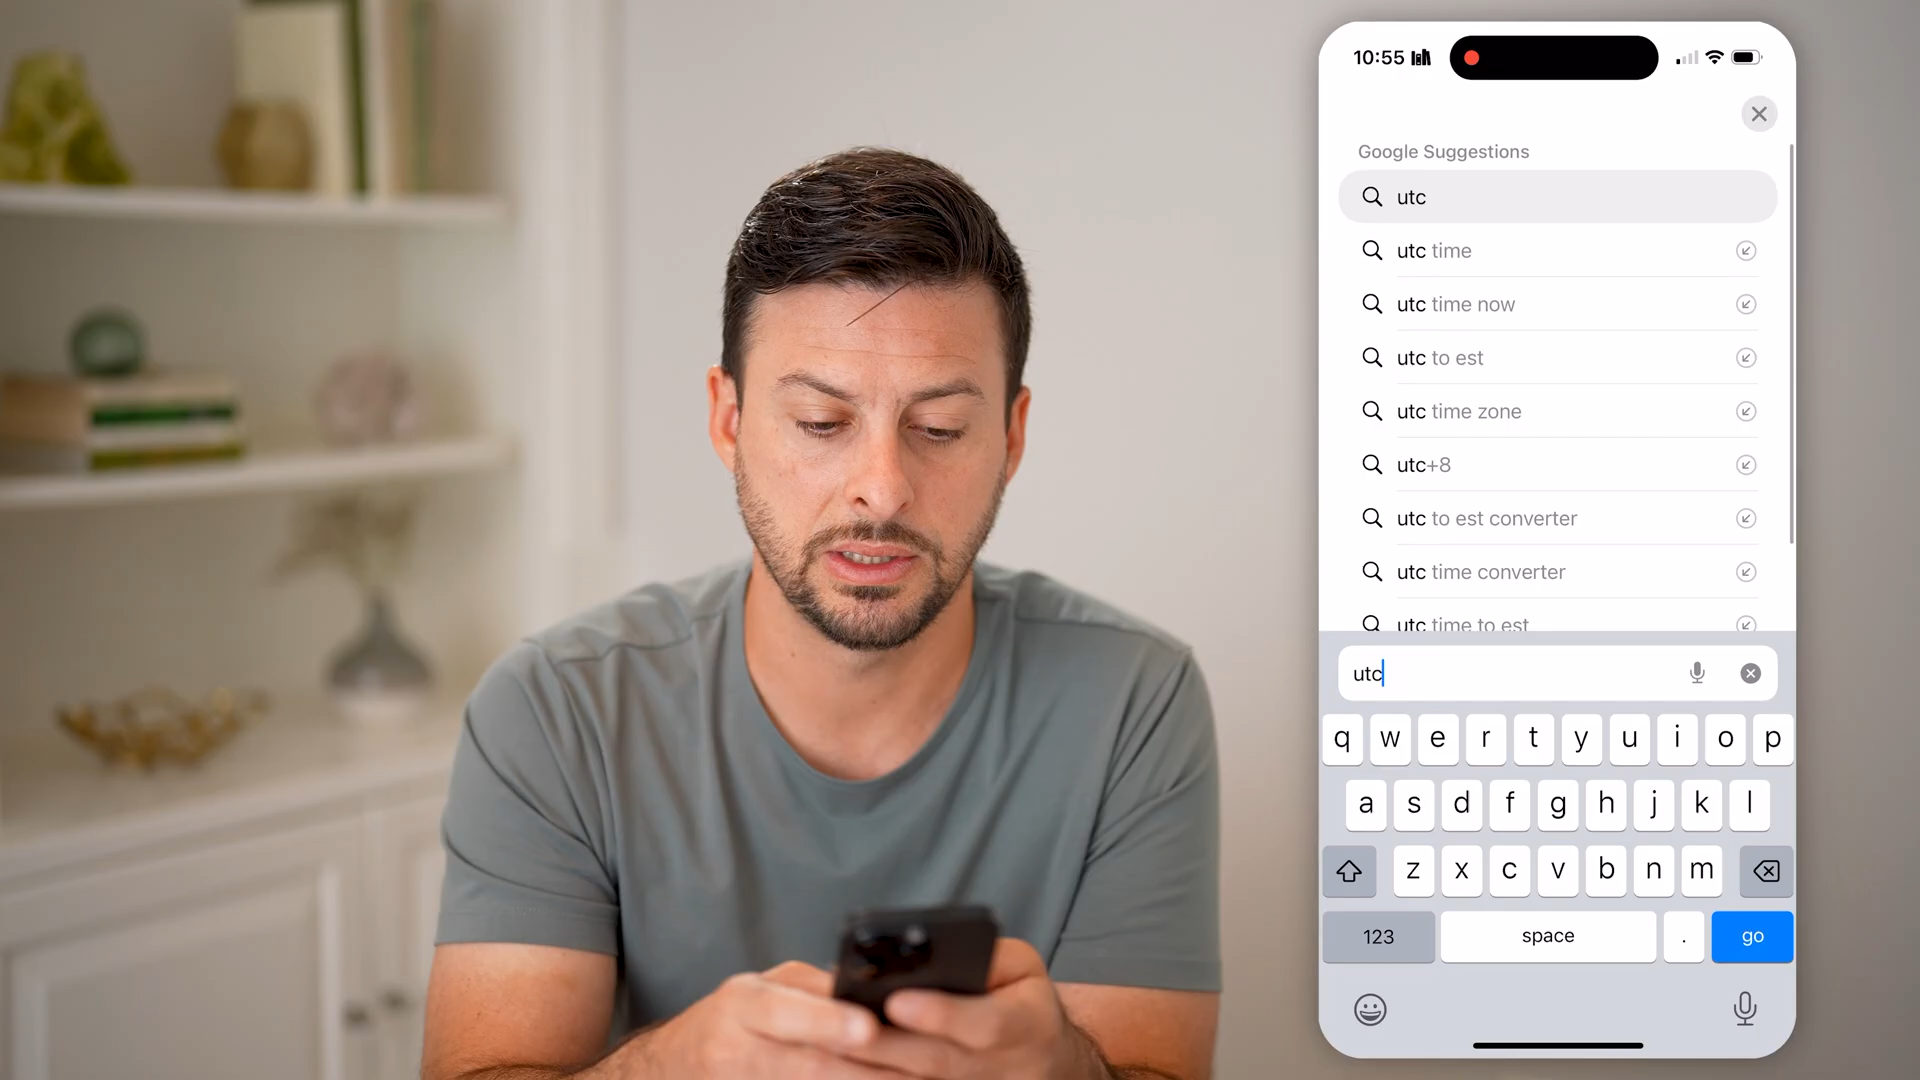 10:55
Google Suggestions
utc
utc time
utc time now
utc to est
utc time zone
utc+8
utc to est converter
utc time converter
utc time to est
utc
q w e r t y u i o p
a s d f g h j k l
z x c v b n m
123 space . go